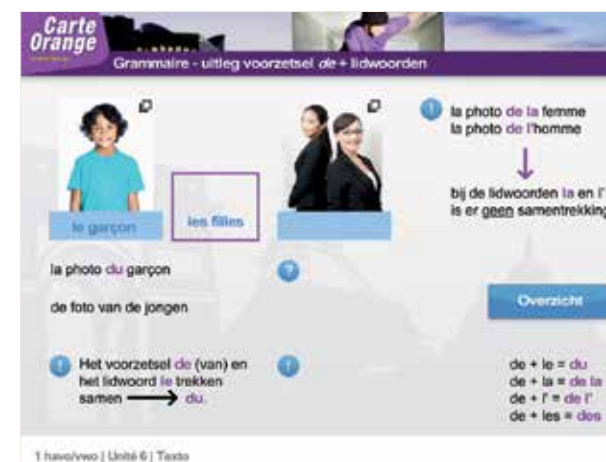 Carte
Orange
Grammaire - uitleg voorzetsel de + lidwoorden
le garçon
les filles
la photo du garçon
de foto van de jongen
! Het voorzetsel de (van) en
het lidwoord le trekken
samen → du.
?
!
! la photo de la femme
la photo de l'homme
↓
bij de lidwoorden la en l'
is er geen samentrekking
Overzicht
de + le = du
de + la = de la
de + l' = de l'
de + les = des
1 havo/vwo | Unité 6 | Texto